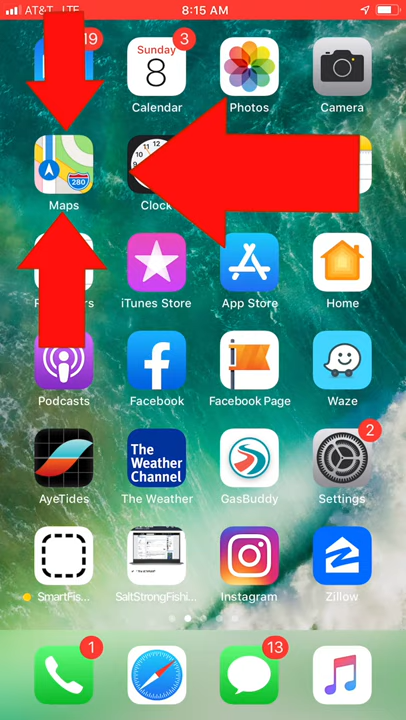 AT&T LTE 8:15 AM
19 Sunday 3
8
Calendar Photos Camera
280
Maps Clock
iTunes Store App Store Home
Podcasts Facebook Facebook Page Waze
2
The
Weather
Channel
AyeTides The Weather GasBuddy Settings
SmartFis... SaltStrongFishi... Instagram Zillow
1 13